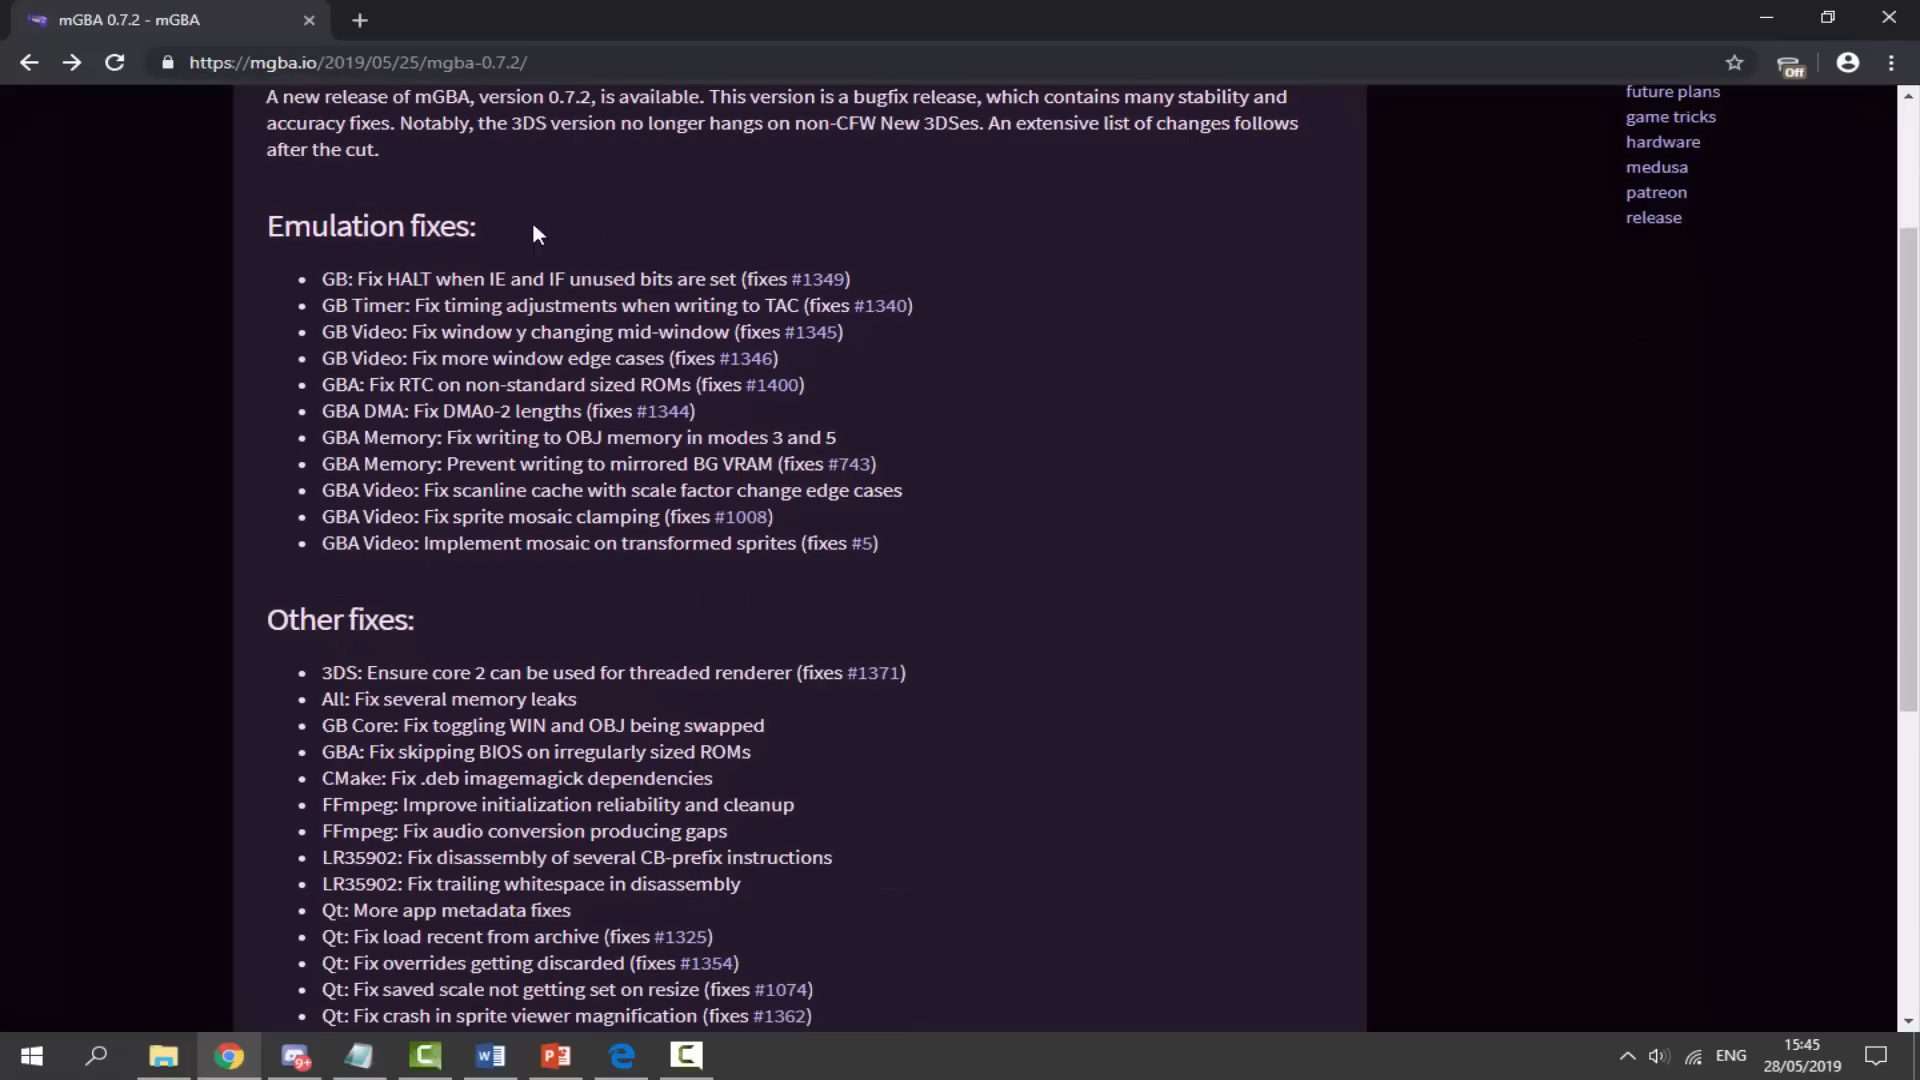 mGBA 0.7.2 - mGBA
https://mgba.io/2019/05/25/mgba-0.7.2/
Off
A new release of mGBA, version 0.7.2, is available. This version is a bugfix release, which contains many stability and
accuracy fixes. Notably, the 3DS version no longer hangs on non-CFW New 3DSes. An extensive list of changes follows
after the cut.
Emulation fixes:
• GB: Fix HALT when IE and IF unused bits are set (fixes #1349)
• GB Timer: Fix timing adjustments when writing to TAC (fixes #1340)
• GB Video: Fix window y changing mid-window (fixes #1345)
• GB Video: Fix more window edge cases (fixes #1346)
• GBA: Fix RTC on non-standard sized ROMs (fixes #1400)
• GBA DMA: Fix DMA0-2 lengths (fixes #1344)
• GBA Memory: Fix writing to OBJ memory in modes 3 and 5
• GBA Memory: Prevent writing to mirrored BG VRAM (fixes #743)
• GBA Video: Fix scanline cache with scale factor change edge cases
• GBA Video: Fix sprite mosaic clamping (fixes #1008)
• GBA Video: Implement mosaic on transformed sprites (fixes #5)
Other fixes:
• 3DS: Ensure core 2 can be used for threaded renderer (fixes #1371)
• All: Fix several memory leaks
• GB Core: Fix toggling WIN and OBJ being swapped
• GBA: Fix skipping BIOS on irregularly sized ROMs
• CMake: Fix .deb imagemagick dependencies
• FFmpeg: Improve initialization reliability and cleanup
• FFmpeg: Fix audio conversion producing gaps
• LR35902: Fix disassembly of several CB-prefix instructions
• LR35902: Fix trailing whitespace in disassembly
• Qt: More app metadata fixes
• Qt: Fix load recent from archive (fixes #1325)
• Qt: Fix overrides getting discarded (fixes #1354)
• Qt: Fix saved scale not getting set on resize (fixes #1074)
• Qt: Fix crash in sprite viewer magnification (fixes #1362)
future plans
game tricks
hardware
medusa
patreon
release
9+
ENG
15:45
28/05/2019